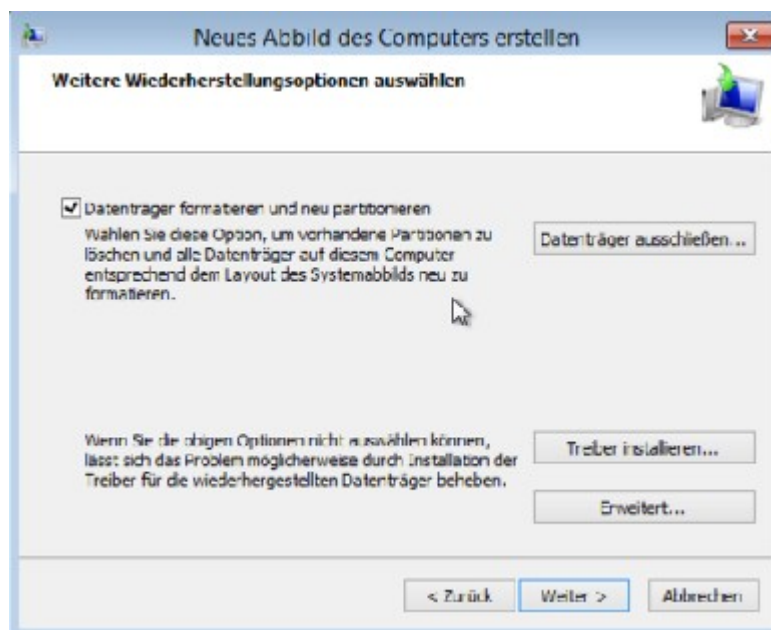 Neues Abbild des Computers erstellen
Weitere Wiederherstellungsoptionen auswählen
Datenträger formatieren und neu partitionieren
Wählen Sie diese Option, um vorhandene Partitionen zu
löschen und alle Datenträger auf diesem Computer
entsprechend dem Layout des Systemabbilds neu zu
formatieren.
Datenträger ausschließen...
Wenn Sie die obigen Optionen nicht auswählen können,
lässt sich das Problem möglicherweise durch Installation der
Treiber für die wiederhergestellten Datenträger beheben.
Treiber installieren...
Erweitert...
< Zurück
Weiter >
Abbrechen